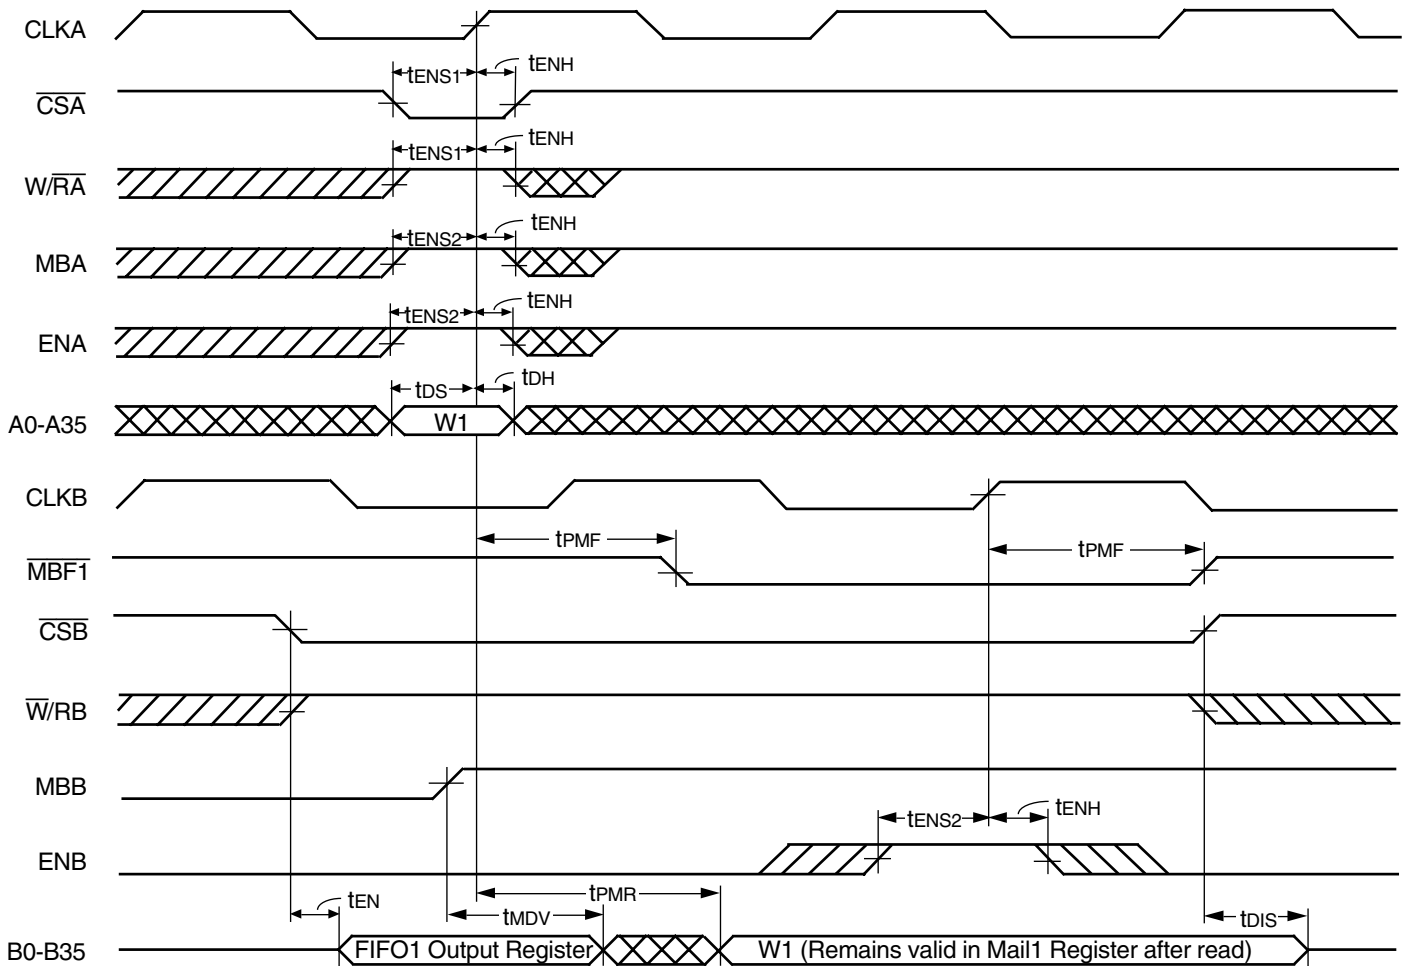 CLKA
tENS1 tENH
CSA
tENS1 tENH
W/RA
tENS2 tENH
MBA
tENS2 tENH
ENA
tDS tDH
A0-A35 W1
CLKB
tPMF tPMF
MBF1
CSB
W/RB
MBB
tENS2 tENH
ENB
tEN tMDV tPMR tDIS
B0-B35 FIFO1 Output Register W1 (Remains valid in Mail1 Register after read)